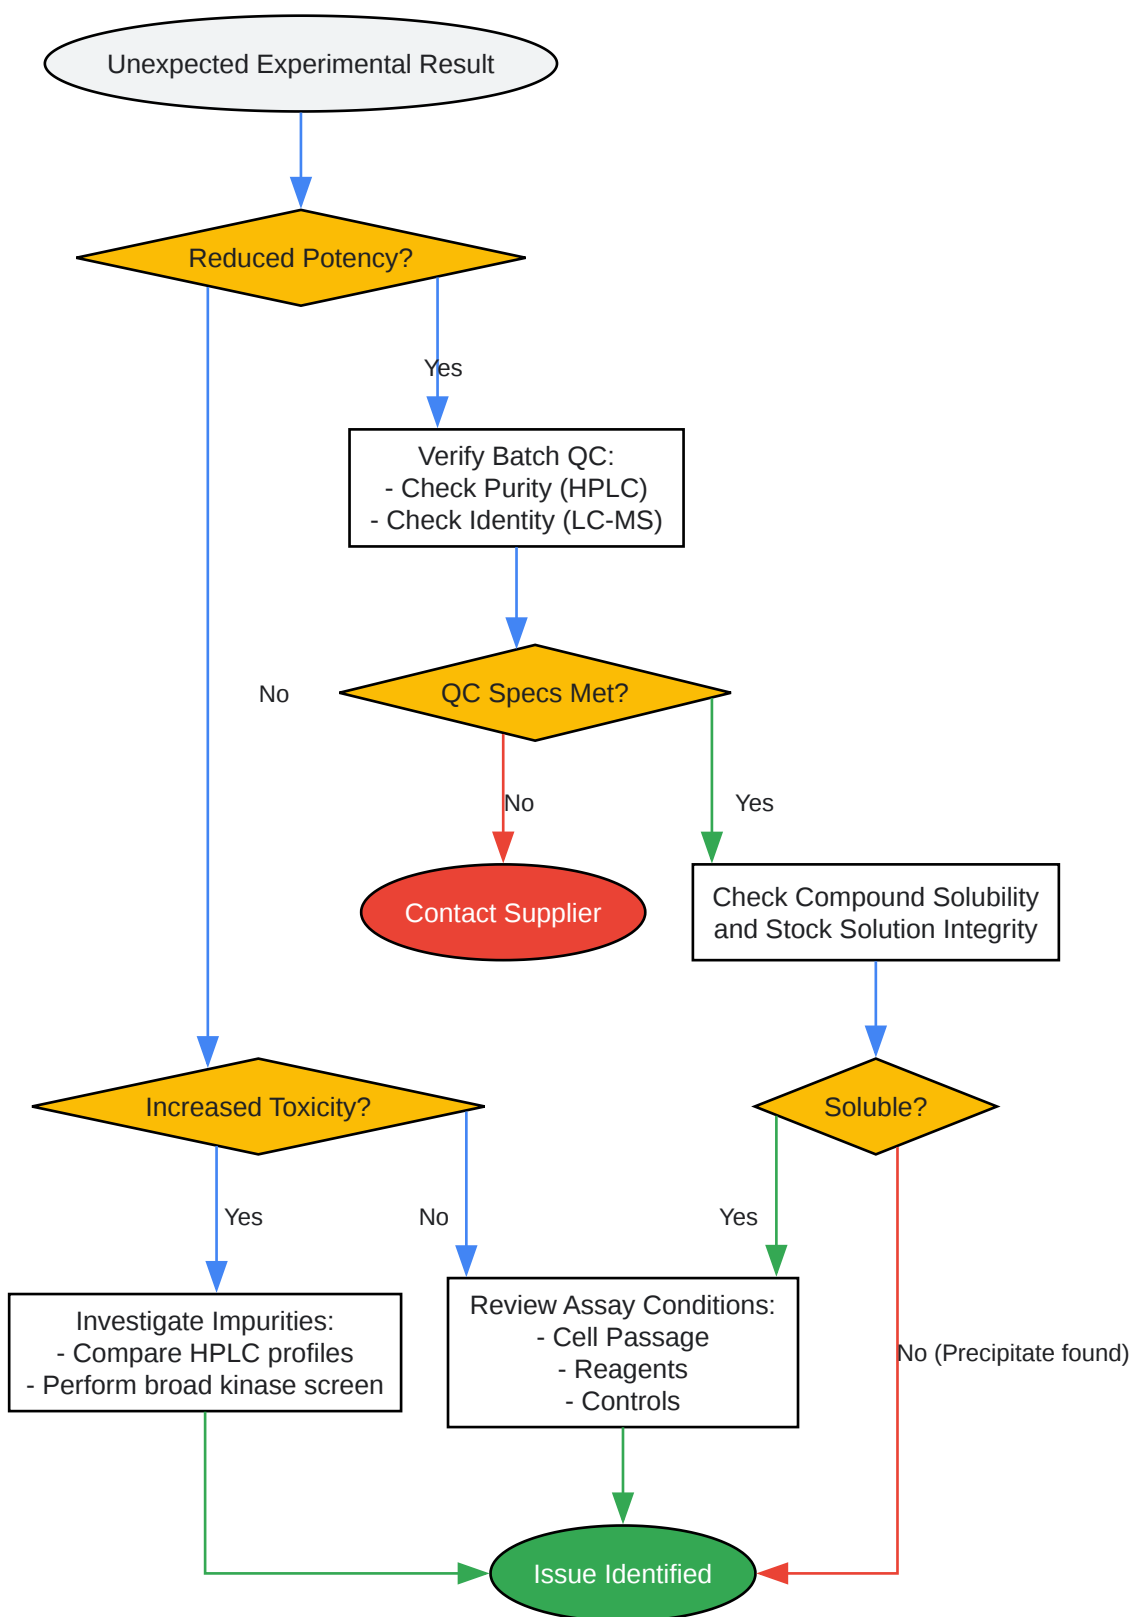 Unexpected Experimental Result
Reduced Potency?
Yes
Verify Batch QC:
- Check Purity (HPLC)
- Check Identity (LC-MS)
No
QC Specs Met?
No
Yes
Contact Supplier
Check Compound Solubility
and Stock Solution Integrity
Increased Toxicity?
Soluble?
Yes
No
Yes
Investigate Impurities:
- Compare HPLC profiles
- Perform broad kinase screen
Review Assay Conditions:
- Cell Passage
- Reagents
- Controls
No (Precipitate found)
Issue Identified